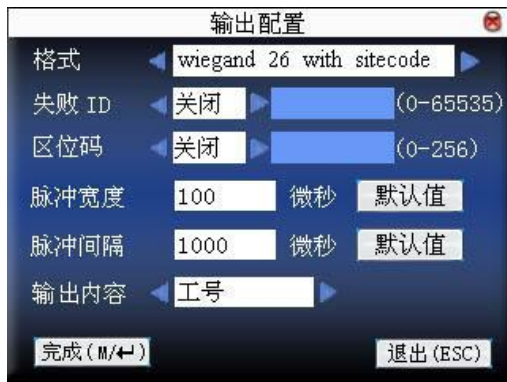 输出配置
格式 wiegand 26 with sitecode
失败 ID 关闭 (0-65535)
区位码 关闭 (0-256)
脉冲宽度 100 微秒 默认值
脉冲间隔 1000 微秒 默认值
输出内容 工号
完成(M/↵) 退出(ESC)